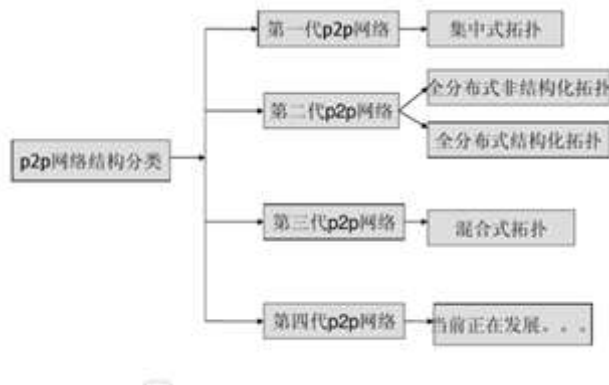 第一代p2p网络
集中式拓扑
全分布式非结构化拓扑
第二代p2p网络
全分布式结构化拓扑
p2p网络结构分类
第三代p2p网络
混合式拓扑
第四代p2p网络
当前正在发展。。。